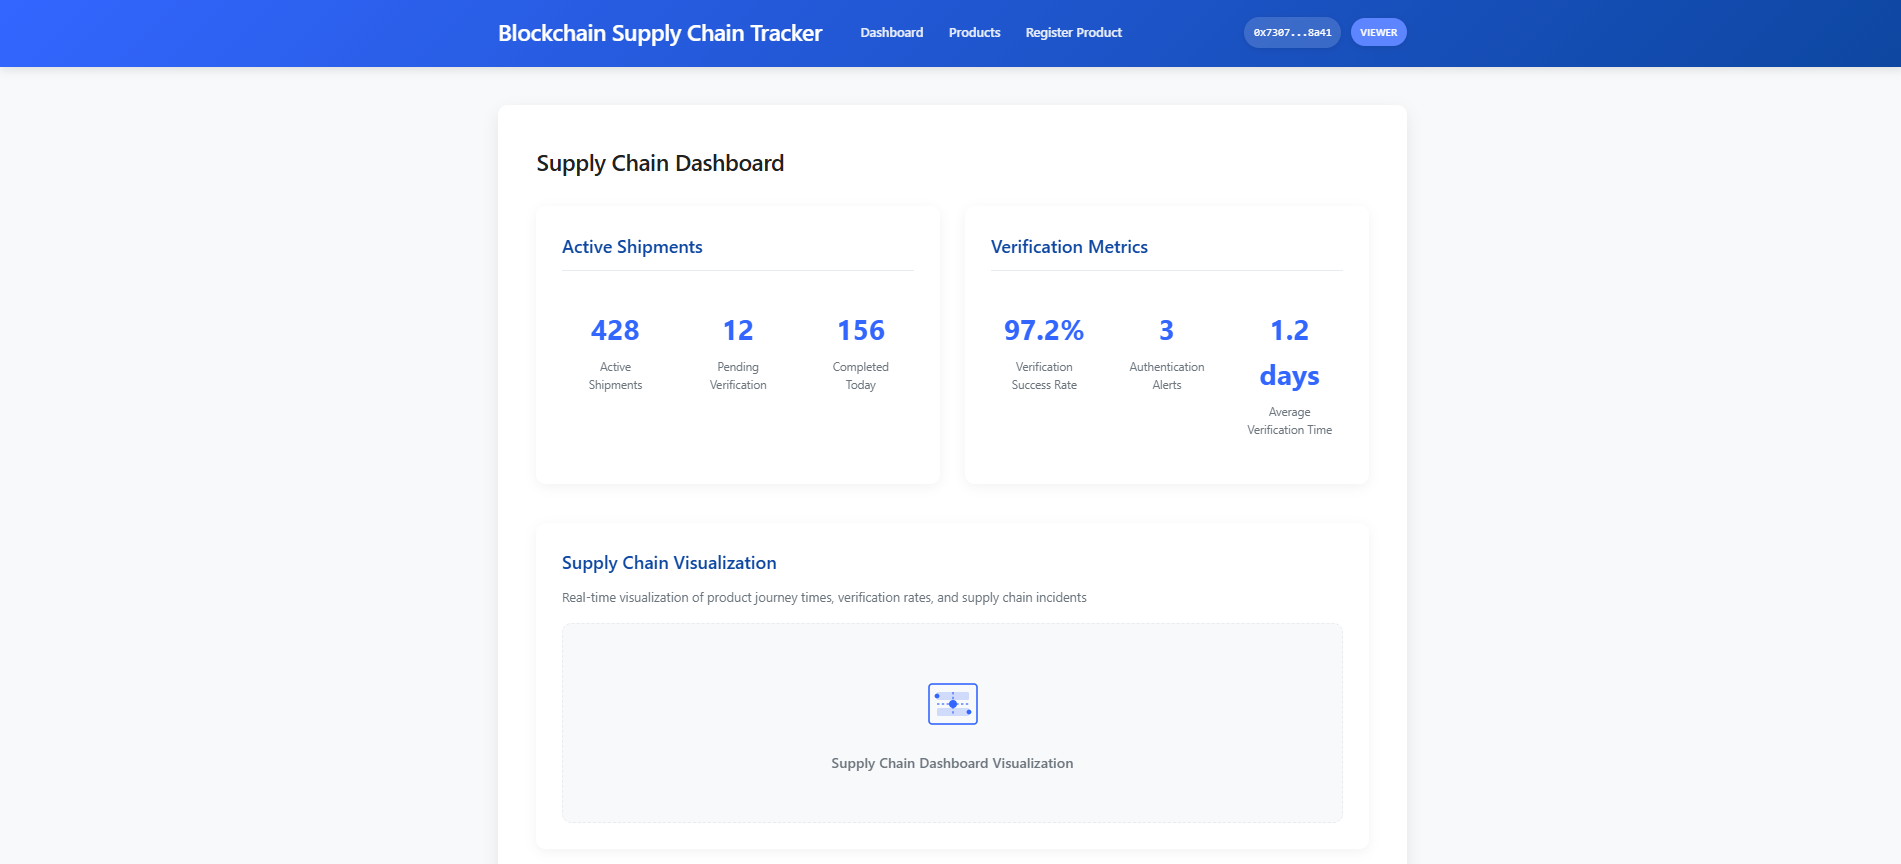 Blockchain Supply Chain Tracker
Dashboard
Products
Register Product
0x7307...8a41
VIEWER
Supply Chain Dashboard
Active Shipments
428
Active
Shipments
12
Pending
Verification
156
Completed
Today
Verification Metrics
97.2%
Verification
Success Rate
3
Authentication
Alerts
1.2
days
Average
Verification Time
Supply Chain Visualization
Real-time visualization of product journey times, verification rates, and supply chain incidents
Supply Chain Dashboard Visualization